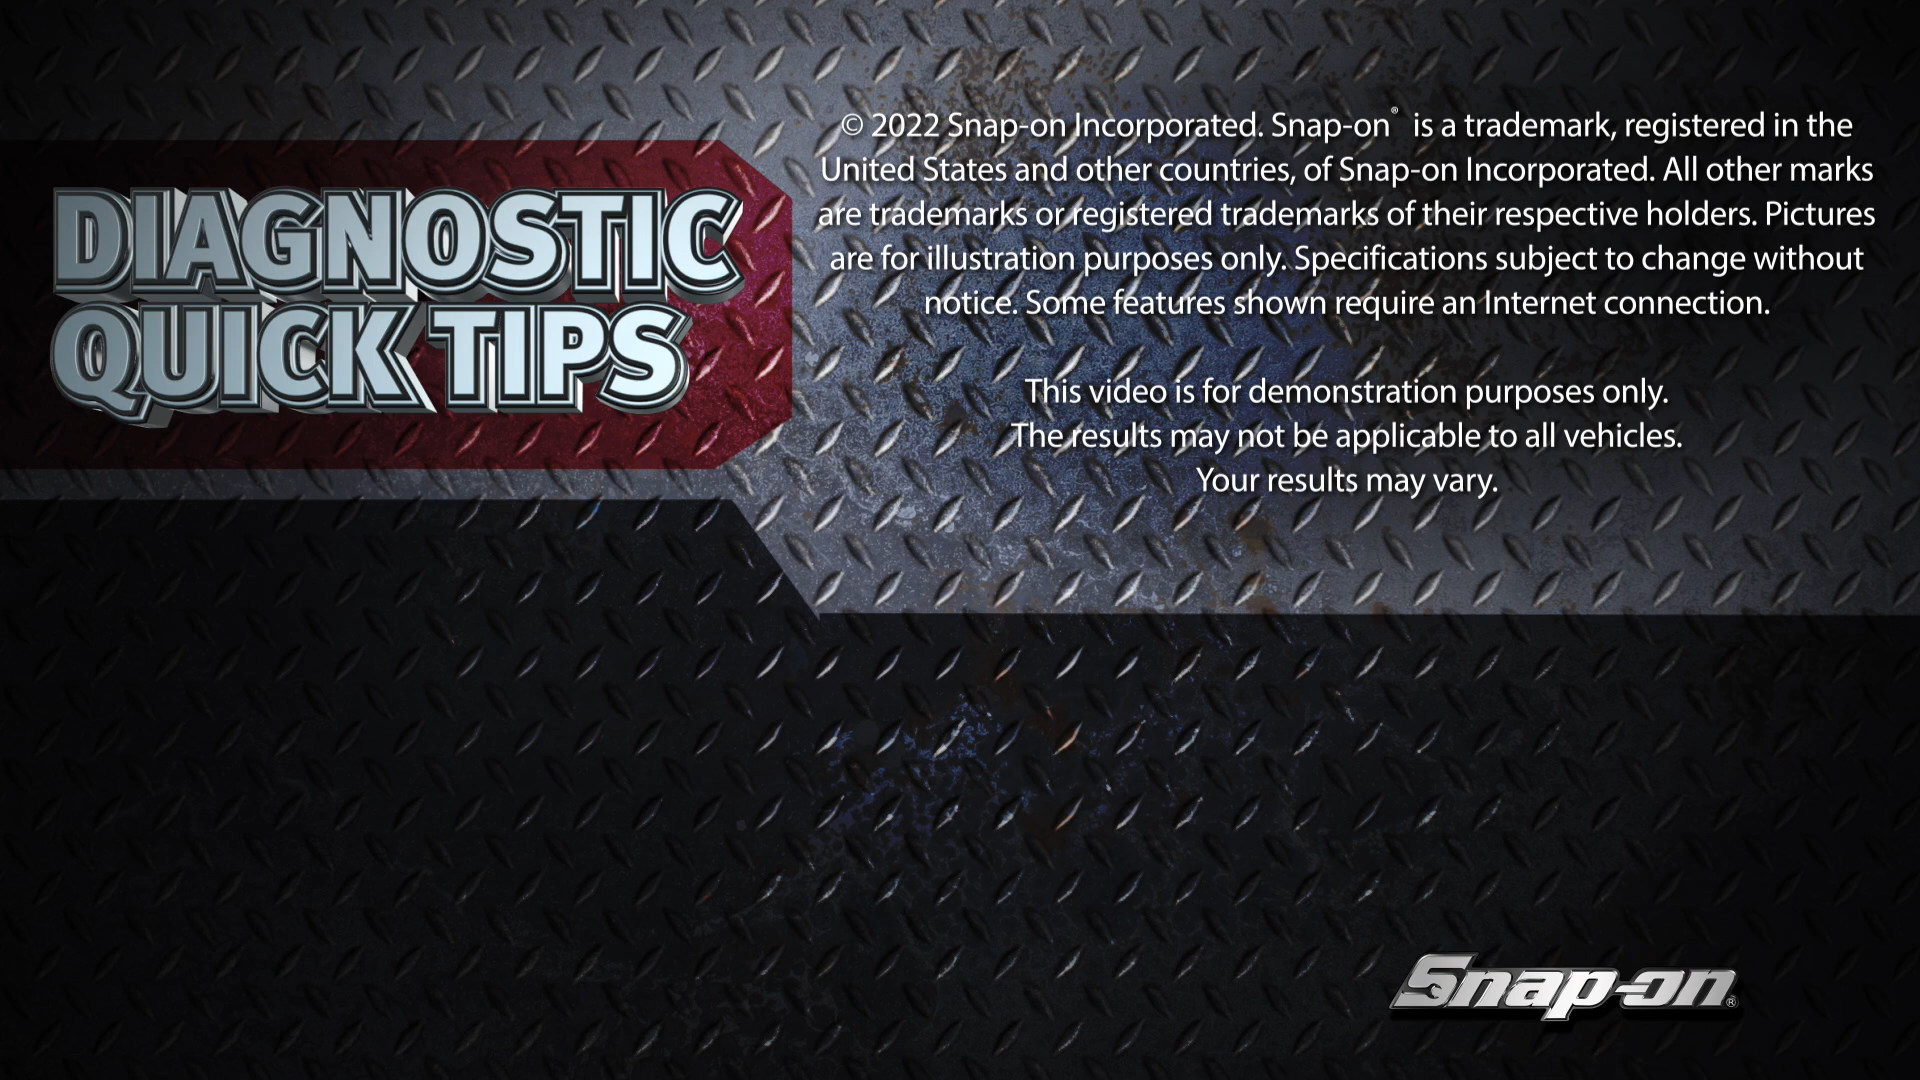 DIAGNOSTIC
QUICK TIPS
© 2022 Snap-on Incorporated. Snap-on® is a trademark, registered in the
United States and other countries, of Snap-on Incorporated. All other marks
are trademarks or registered trademarks of their respective holders. Pictures
are for illustration purposes only. Specifications subject to change without
notice. Some features shown require an Internet connection.
This video is for demonstration purposes only.
The results may not be applicable to all vehicles.
Your results may vary.
Snap-on®